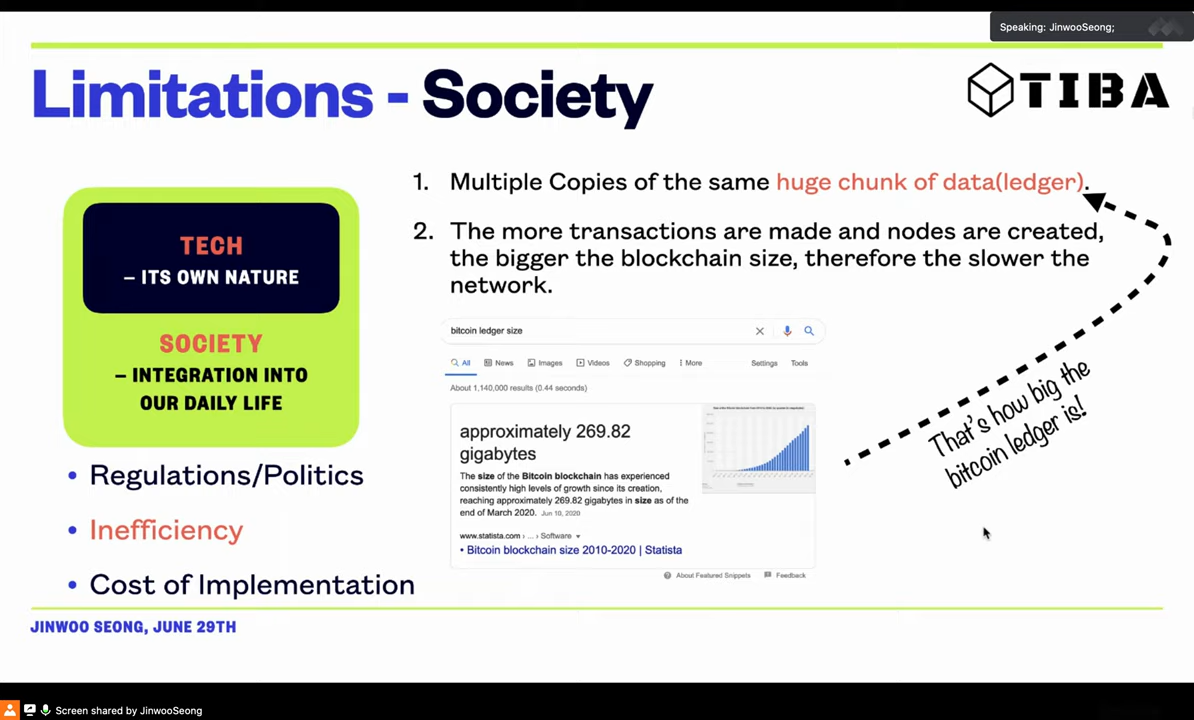 Speaking: JinwooSeong;
Limitations - Society
TIBA
TECH
– ITS OWN NATURE
SOCIETY
– INTEGRATION INTO
OUR DAILY LIFE
• Regulations/Politics
• Inefficiency
• Cost of Implementation
1. Multiple Copies of the same huge chunk of data(ledger).
2. The more transactions are made and nodes are created,
the bigger the blockchain size, therefore the slower the
network.
bitcoin ledger size
All News Images Videos Shopping More Settings Tools
About 1,140,000 results (0.44 seconds)
approximately 269.82
gigabytes
The size of the Bitcoin blockchain has experienced
consistently high levels of growth since its creation,
reaching approximately 269.82 gigabytes in size as of the
end of March 2020. Jun 10, 2020
www.statista.com › ... › Software
• Bitcoin blockchain size 2010-2020 | Statista
About Featured Snippets Feedback
That's how big the
bitcoin ledger is!
JINWOO SEONG, JUNE 29TH
Screen shared by JinwooSeong